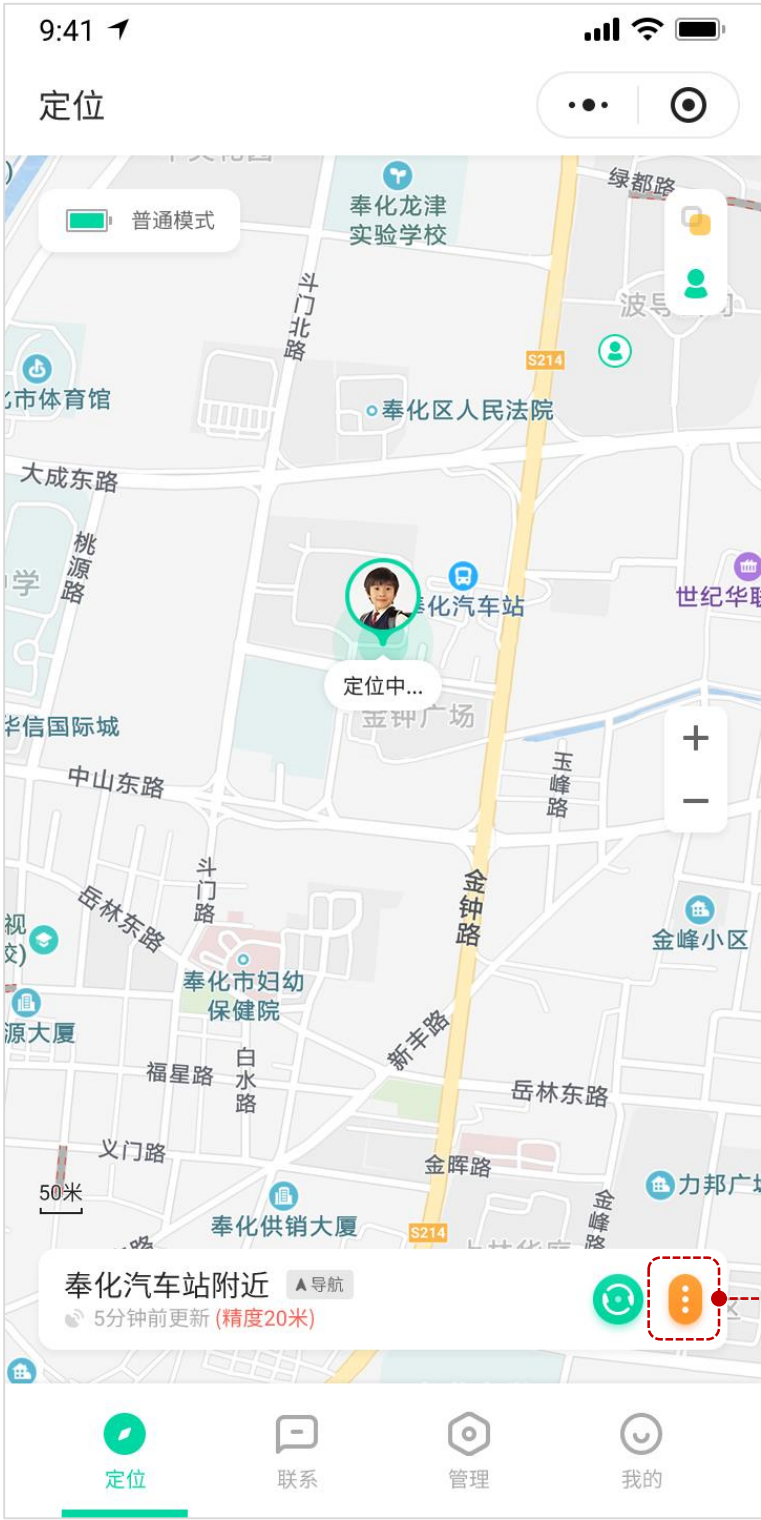 9:41
定位
普通模式
奉化龙津
实验学校
绿都路
斗门北路
波导
S214
市体育馆
奉化区人民法院
大成东路
桃源路
学
化汽车站
世纪华联
定位中...
金钟广场
华信国际城
+
玉峰路
中山东路
−
斗门路
金钟路
岳林东路
视
校)
金峰小区
奉化市妇幼
保健院
源大厦
新丰路
福星路
白水路
岳林东路
义门路
金晖路
50米
力邦广场
金峰路
奉化供销大厦
S214
路
奉化汽车站附近
导航
区
5分钟前更新 (精度20米)
定位
联系
管理
我的